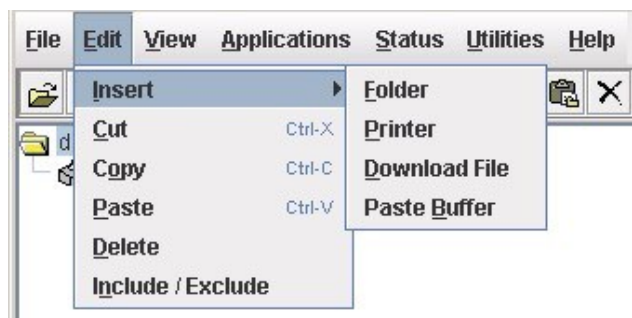 File Edit View Applications Status Utilities Help
Insert
Cut Ctrl-X
Copy Ctrl-C
Paste Ctrl-V
Delete
Include / Exclude
Folder
Printer
Download File
Paste Buffer
d